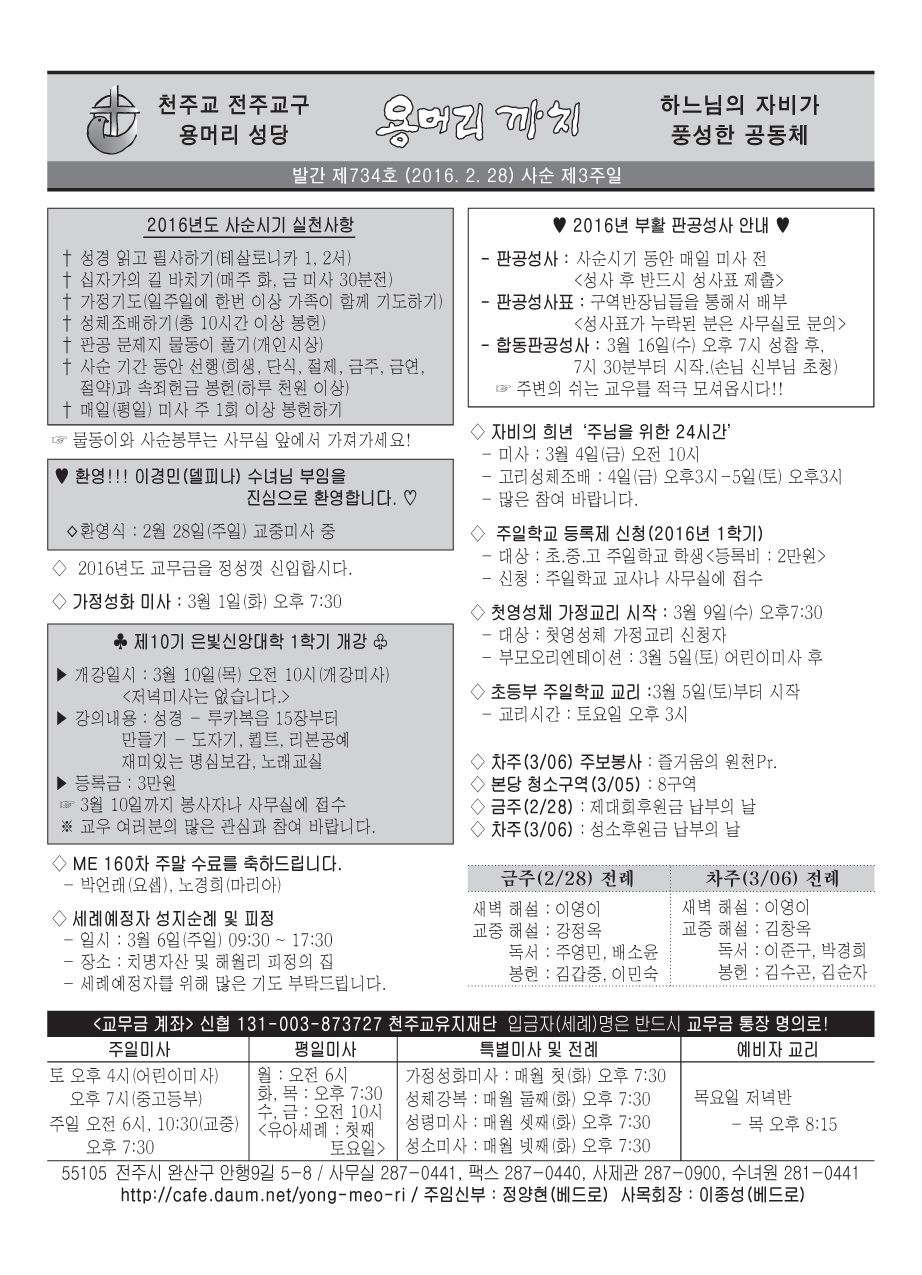 천주교 전주교구
용머리 성당
용머리 까치
하느님의 자비가
풍성한 공동체
발간 제734호 (2016. 2. 28) 사순 제3주일
2016년도 사순시기 실천사항
† 성경 읽고 필사하기(테살로니카 1, 2서)
† 십자가의 길 바치기(매주 화, 금 미사 30분전)
† 가정기도(일주일에 한번 이상 가족이 함께 기도하기)
† 성체조배하기(총 10시간 이상 봉헌)
† 판공 문제지 물동이 풀기(개인시상)
† 사순 기간 동안 선행(희생, 단식, 절제, 금주, 금연,
절약)과 속죄헌금 봉헌(하루 천원 이상)
† 매일(평일) 미사 주 1회 이상 봉헌하기
☞ 물동이와 사순봉투는 사무실 앞에서 가져가세요!
♥ 환영!!! 이경민(델피나) 수녀님 부임을
진심으로 환영합니다. ♡
◇환영식 : 2월 28일(주일) 교중미사 중
◇ 2016년도 교무금을 정성껏 신입합시다.
◇ 가정성화 미사 : 3월 1일(화) 오후 7:30
♣ 제10기 은빛신앙대학 1학기 개강 ♧
▶ 개강일시 : 3월 10일(목) 오전 10시(개강미사)
<저녁미사는 없습니다.>
▶ 강의내용 : 성경 - 루카복음 15장부터
만들기 - 도자기, 퀼트, 리본공예
재미있는 명심보감, 노래교실
▶ 등록금 : 3만원
☞ 3월 10일까지 봉사자나 사무실에 접수
※ 교우 여러분의 많은 관심과 참여 바랍니다.
◇ ME 160차 주말 수료를 축하드립니다.
- 박언래(요셉), 노경희(마리아)
◇ 세례예정자 성지순례 및 피정
- 일시 : 3월 6일(주일) 09:30 ~ 17:30
- 장소 : 치명자산 및 해월리 피정의 집
- 세례예정자를 위해 많은 기도 부탁드립니다.
♥ 2016년 부활 판공성사 안내 ♥
- 판공성사 : 사순시기 동안 매일 미사 전
<성사 후 반드시 성사표 제출>
- 판공성사표 : 구역반장님들을 통해서 배부
<성사표가 누락된 분은 사무실로 문의>
- 합동판공성사 : 3월 16일(수) 오후 7시 성찰 후,
7시 30분부터 시작.(손님 신부님 초청)
☞ 주변의 쉬는 교우를 적극 모셔옵시다!!
◇ 자비의 희년 ‘주님을 위한 24시간’
- 미사 : 3월 4일(금) 오전 10시
- 고리성체조배 : 4일(금) 오후3시-5일(토) 오후3시
- 많은 참여 바랍니다.
◇ 주일학교 등록제 신청(2016년 1학기)
- 대상 : 초.중.고 주일학교 학생<등록비 : 2만원>
- 신청 : 주일학교 교사나 사무실에 접수
◇ 첫영성체 가정교리 시작 : 3월 9일(수) 오후7:30
- 대상 : 첫영성체 가정교리 신청자
- 부모오리엔테이션 : 3월 5일(토) 어린이미사 후
◇ 초등부 주일학교 교리 :3월 5일(토)부터 시작
- 교리시간 : 토요일 오후 3시
◇ 차주(3/06) 주보봉사 : 즐거움의 원천Pr.
◇ 본당 청소구역(3/05) : 8구역
◇ 금주(2/28) : 제대회후원금 납부의 날
◇ 차주(3/06) : 성소후원금 납부의 날
금주(2/28) 전례
새벽 해설 : 이영이
교중 해설 : 강정옥
독서 : 주영민, 배소윤
봉헌 : 김갑중, 이민숙
차주(3/06) 전례
새벽 해설 : 이영이
교중 해설 : 김창옥
독서 : 이준구, 박경희
봉헌 : 김수곤, 김순자
<교무금 계좌> 신협 131-003-873727 천주교유지재단 입금자(세례)명은 반드시 교무금 통장 명의로!
주일미사
토 오후 4시(어린이미사)
오후 7시(중고등부)
주일 오전 6시, 10:30(교중)
오후 7:30
평일미사
월 : 오전 6시
화, 목 : 오후 7:30
수, 금 : 오전 10시
<유아세례 : 첫째
토요일>
특별미사 및 전례
가정성화미사 : 매월 첫(화) 오후 7:30
성체강복 : 매월 둘째(화) 오후 7:30
성령미사 : 매월 셋째(화) 오후 7:30
성소미사 : 매월 넷째(화) 오후 7:30
예비자 교리
목요일 저녁반
- 목 오후 8:15
55105 전주시 완산구 안행9길 5-8 / 사무실 287-0441, 팩스 287-0440, 사제관 287-0900, 수녀원 281-0441
http://cafe.daum.net/yong-meo-ri / 주임신부 : 정양현(베드로) 사목회장 : 이종성(베드로)